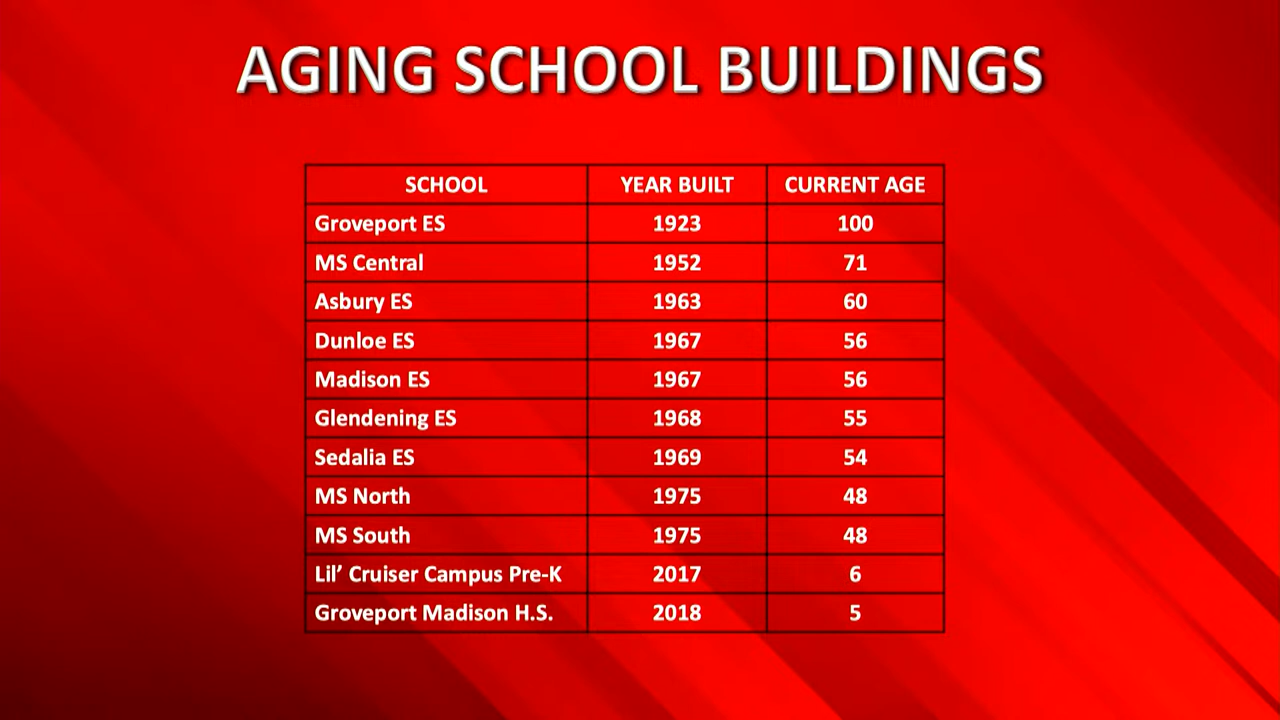 AGING SCHOOL BUILDINGS
SCHOOL YEAR BUILT CURRENT AGE
Groveport ES 1923 100
MS Central 1952 71
Asbury ES 1963 60
Dunloe ES 1967 56
Madison ES 1967 56
Glendening ES 1968 55
Sedalia ES 1969 54
MS North 1975 48
MS South 1975 48
Lil’ Cruiser Campus Pre-K 2017 6
Groveport Madison H.S. 2018 5